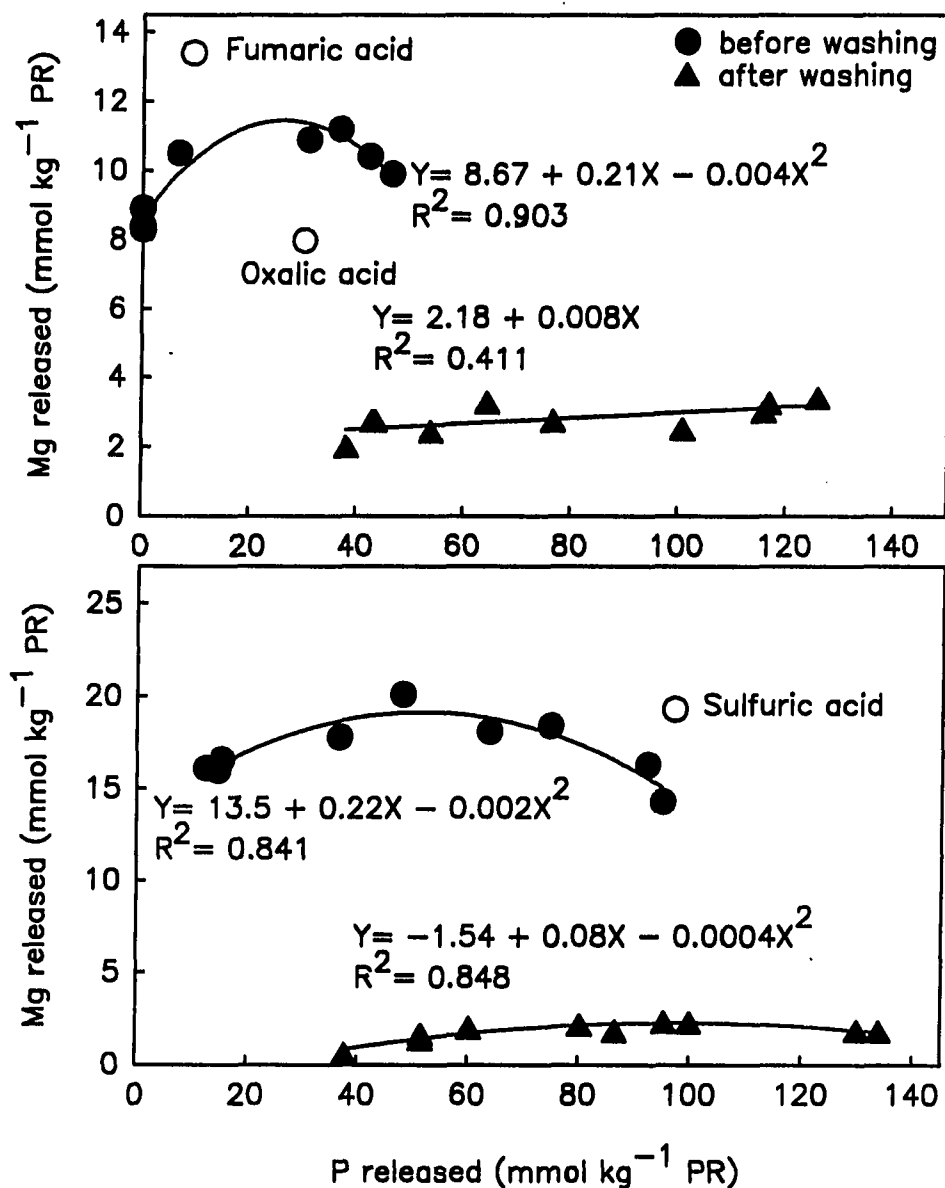 14
12
10
8
6
4
2
0
Mg released (mmol kg⁻¹ PR)
Fumaric acid
before washing
after washing
Y= 8.67 + 0.21X − 0.004X²
R²= 0.903
Oxalic acid
Y= 2.18 + 0.008X
R²= 0.411
0 20 40 60 80 100 120 140
25
20
15
10
5
0
Mg released (mmol kg⁻¹ PR)
Sulfuric acid
Y= 13.5 + 0.22X − 0.002X²
R²= 0.841
Y= −1.54 + 0.08X − 0.0004X²
R²= 0.848
0 20 40 60 80 100 120 140
P released (mmol kg⁻¹ PR)